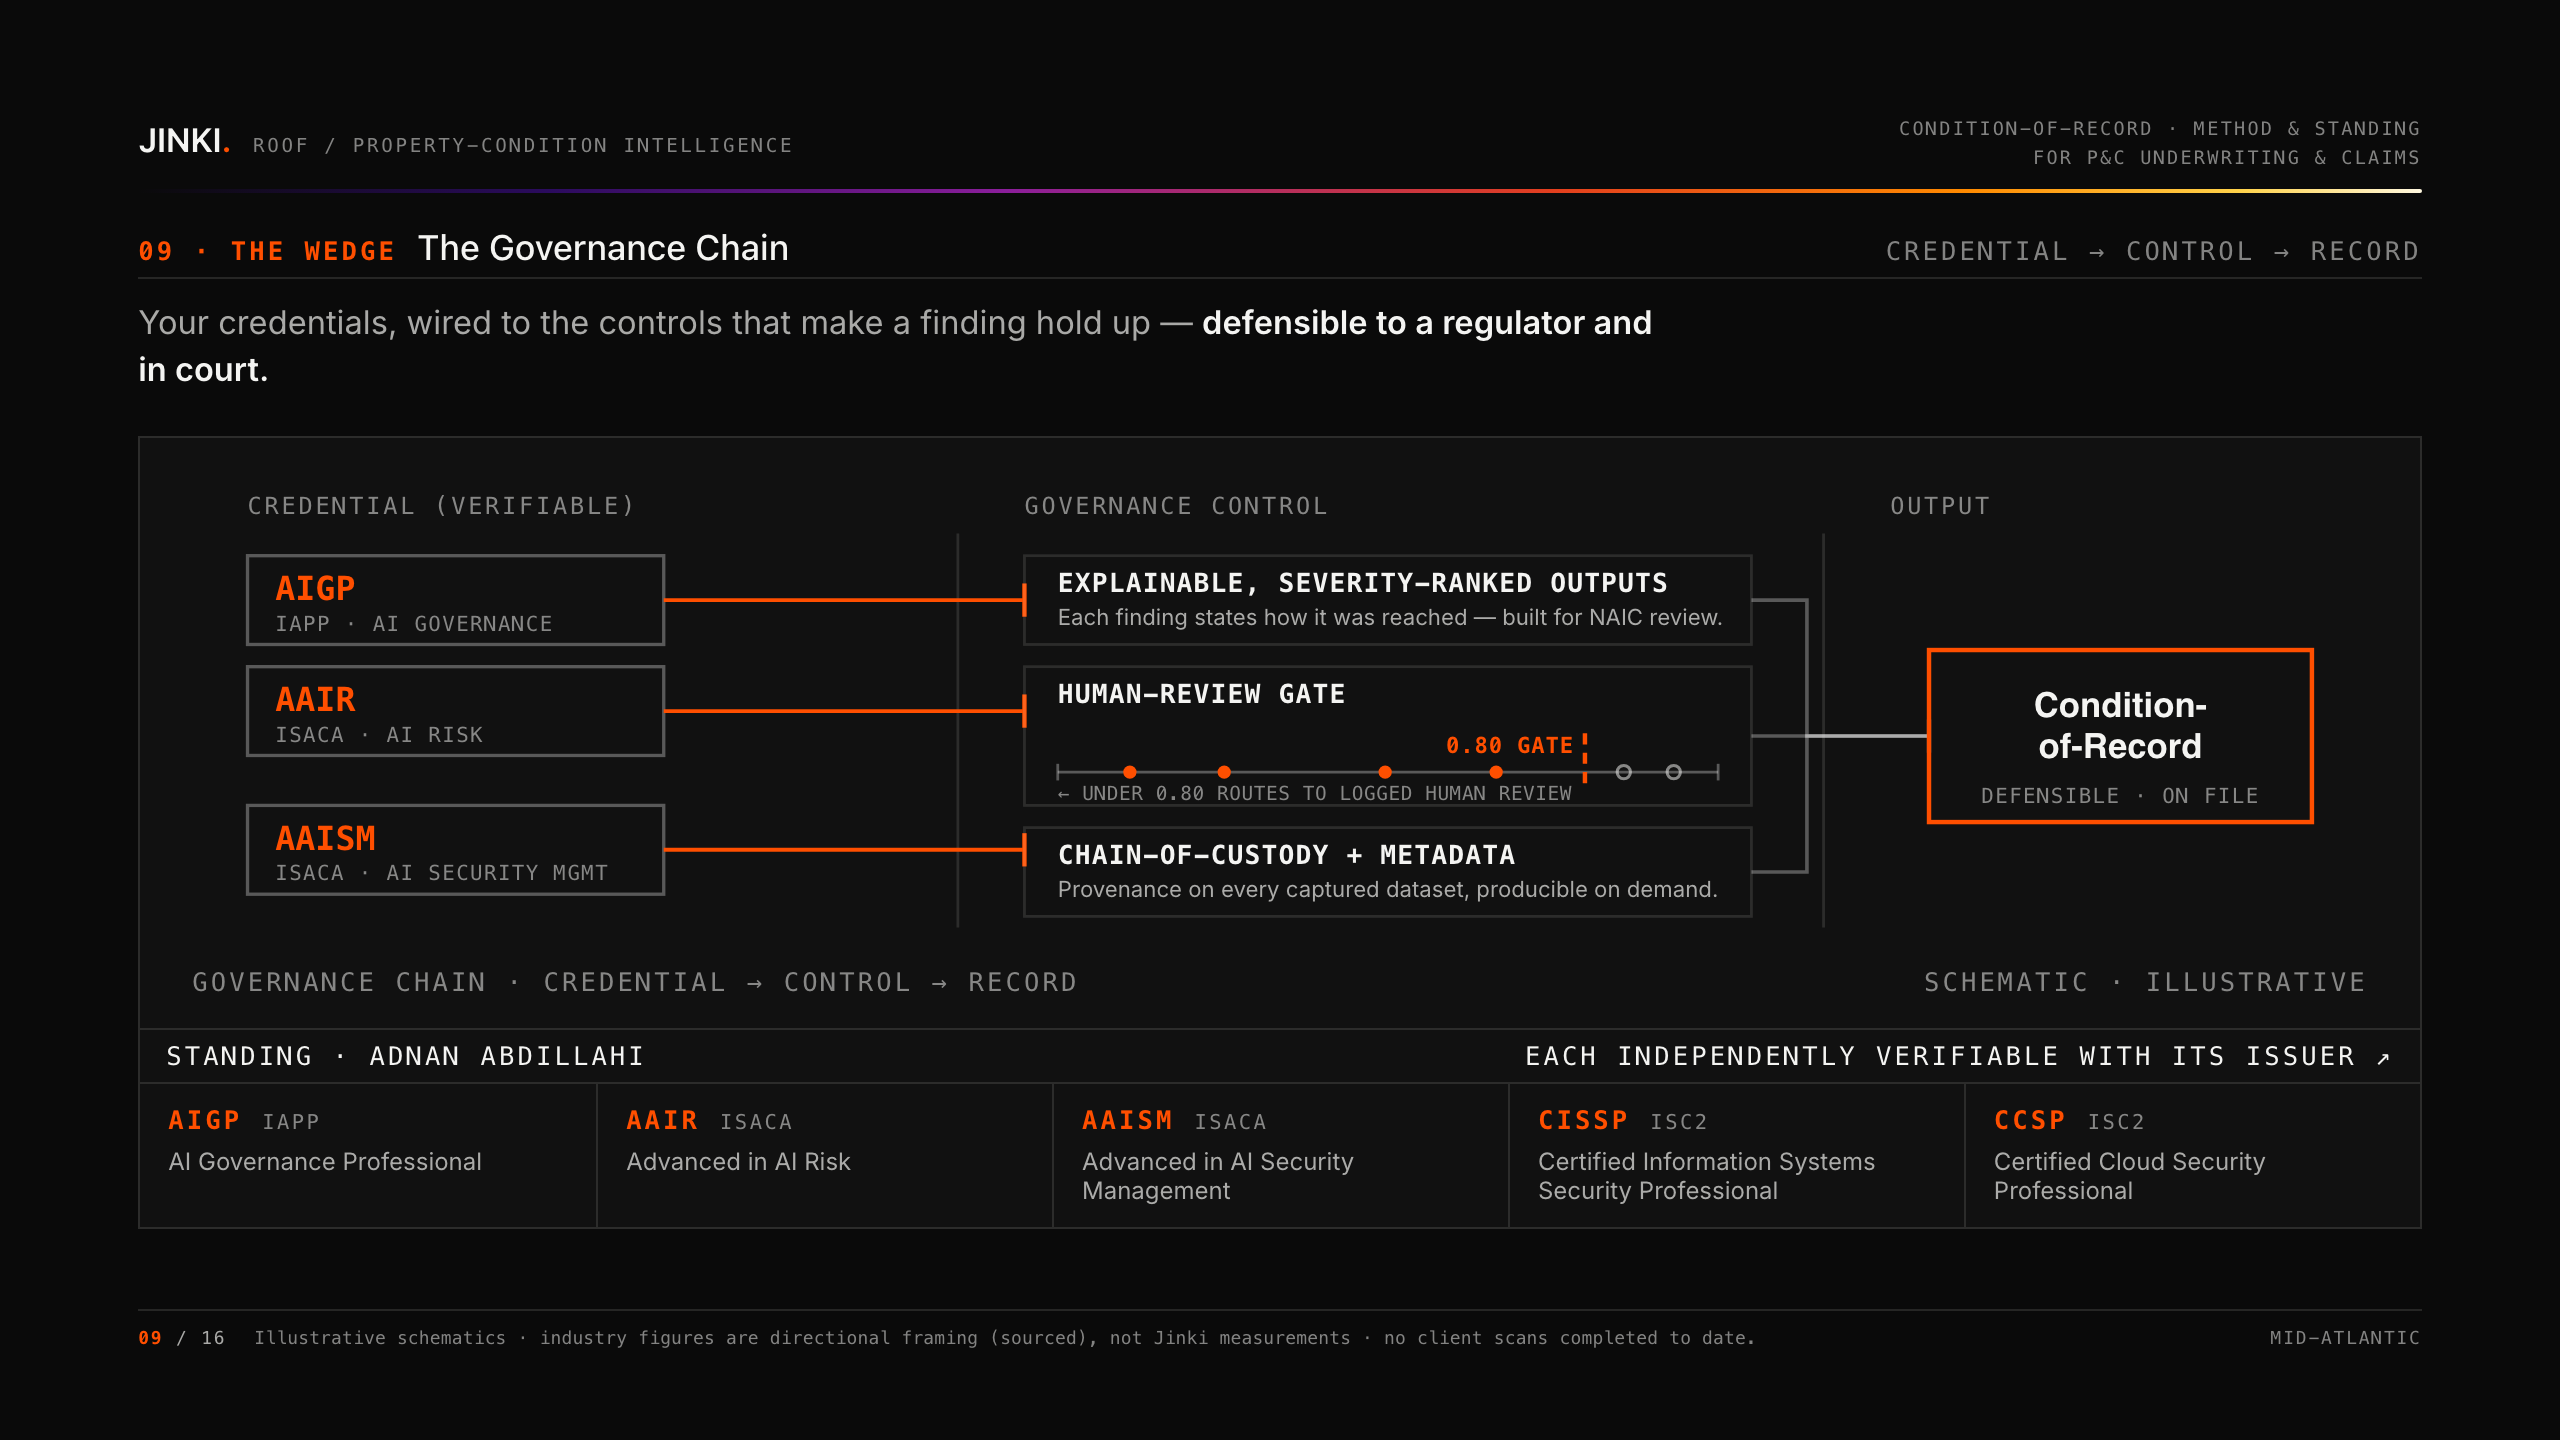 JINKI. ROOF / PROPERTY-CONDITION INTELLIGENCE
CONDITION-OF-RECORD · METHOD & STANDING
FOR P&C UNDERWRITING & CLAIMS
09 · THE WEDGE The Governance Chain
CREDENTIAL → CONTROL → RECORD
Your credentials, wired to the controls that make a finding hold up — defensible to a regulator and
in court.
CREDENTIAL (VERIFIABLE)
GOVERNANCE CONTROL
OUTPUT
AIGP
IAPP · AI GOVERNANCE
AAIR
ISACA · AI RISK
AAISM
ISACA · AI SECURITY MGMT
EXPLAINABLE, SEVERITY-RANKED OUTPUTS
Each finding states how it was reached — built for NAIC review.
HUMAN-REVIEW GATE
0.80 GATE
← UNDER 0.80 ROUTES TO LOGGED HUMAN REVIEW
CHAIN-OF-CUSTODY + METADATA
Provenance on every captured dataset, producible on demand.
Condition-
of-Record
DEFENSIBLE · ON FILE
GOVERNANCE CHAIN · CREDENTIAL → CONTROL → RECORD
SCHEMATIC · ILLUSTRATIVE
STANDING · ADNAN ABDILLAHI
EACH INDEPENDENTLY VERIFIABLE WITH ITS ISSUER ↗
AIGP IAPP
AI Governance Professional
AAIR ISACA
Advanced in AI Risk
AAISM ISACA
Advanced in AI Security
Management
CISSP ISC2
Certified Information Systems
Security Professional
CCSP ISC2
Certified Cloud Security
Professional
09 / 16 Illustrative schematics · industry figures are directional framing (sourced), not Jinki measurements · no client scans completed to date.
MID-ATLANTIC